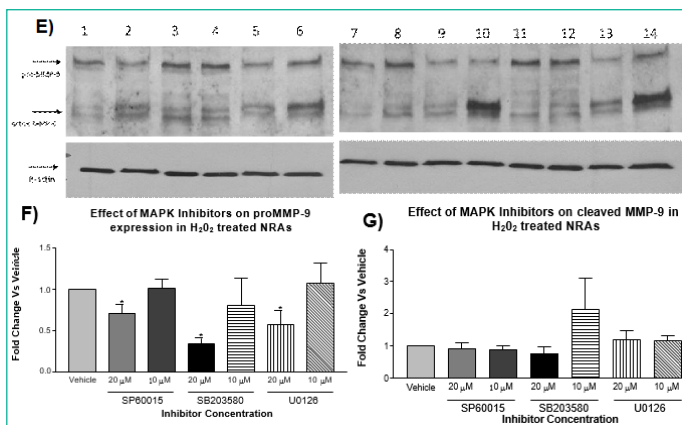 E)
1 2 3 4 5 6 7 8 9 10 11 12 13 14
β-actin
F)
Effect of MAPK Inhibitors on proMMP-9
expression in H₂O₂ treated NRAs
Fold Change Vs Vehicle
1.5
1.0
0.5
0.0
* * *
Vehicle 20 µM 10 µM 20 µM 10 µM 20 µM 10 µM
SP60015 SB203580 U0126
Inhibitor Concentration
G)
Effect of MAPK Inhibitors on cleaved MMP-9 in
H₂O₂ treated NRAs
Fold Change Vs Vehicle
4
3
2
1
0
Vehicle 20 µM 10 µM 20 µM 10 µM 20 µM 10 µM
SP60015 SB203580 U0126
Inhibitor Concentration